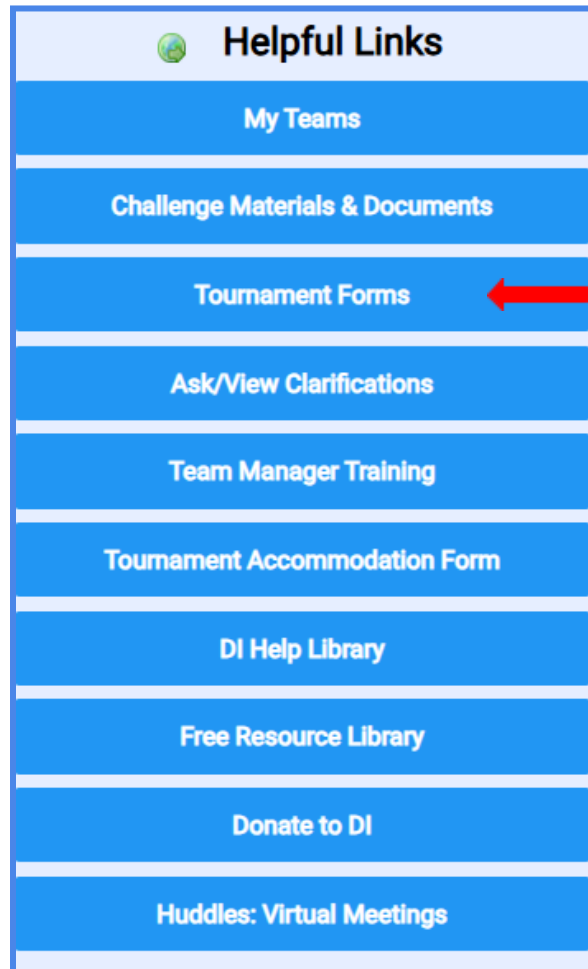 Helpful Links
My Teams
Challenge Materials & Documents
Tournament Forms
Ask/View Clarifications
Team Manager Training
Tournament Accommodation Form
DI Help Library
Free Resource Library
Donate to DI
Huddles: Virtual Meetings